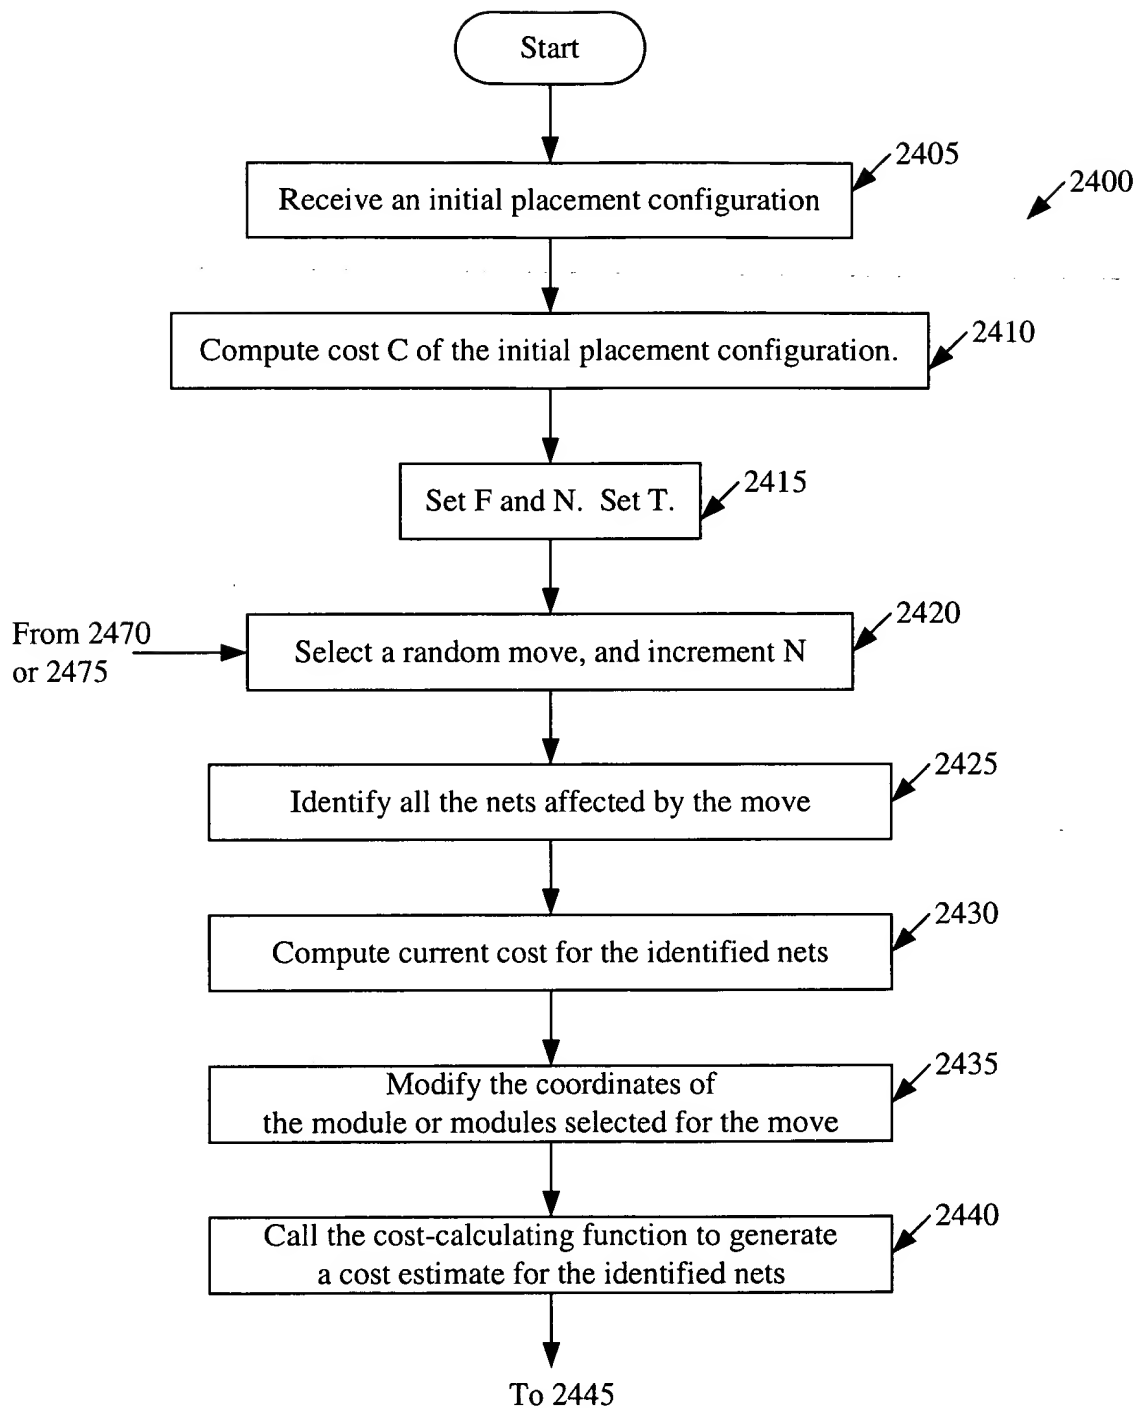 Start
2405
Receive an initial placement configuration
2400
2410
Compute cost C of the initial placement configuration.
2415
Set F and N.  Set T.
2420
From 2470
or 2475
Select a random move, and increment N
2425
Identify all the nets affected by the move
2430
Compute current cost for the identified nets
2435
Modify the coordinates of
the module or modules selected for the move
2440
Call the cost-calculating function to generate
a cost estimate for the identified nets
To 2445